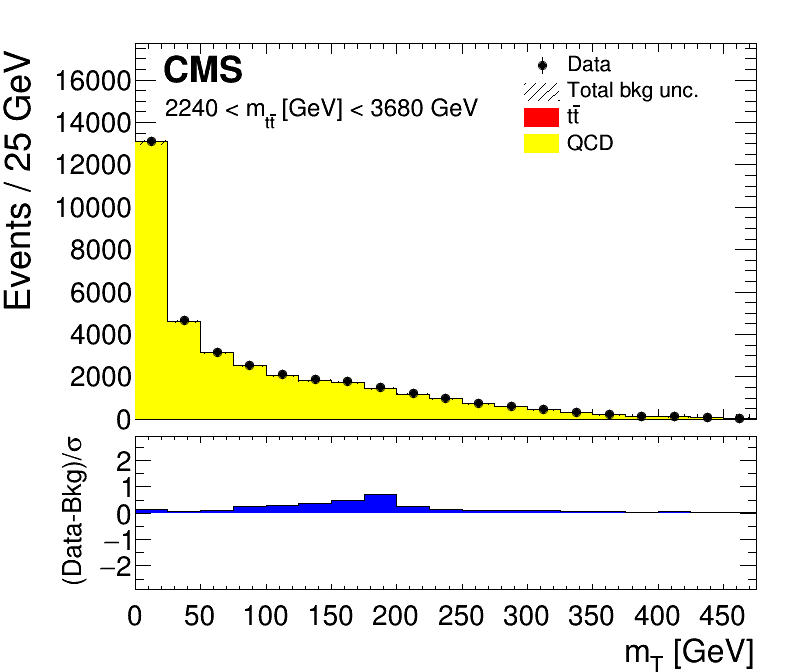 Events / 25 GeV
16000
14000
12000
10000
8000
6000
4000
2000
0
CMS
2240 < m_tt̄ [GeV] < 3680 GeV
Data
Total bkg unc.
tt̄
QCD
(Data-Bkg)/σ
2
1
0
−1
−2
0 50 100 150 200 250 300 350 400 450
m_T [GeV]